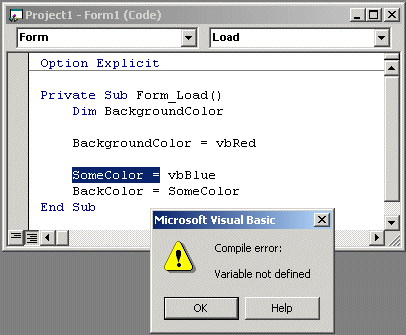 Project1 - Form1 (Code)
Form Load
Option Explicit
Private Sub Form_Load()
Dim BackgroundColor
BackgroundColor = vbRed
SomeColor = vbBlue
BackColor = SomeColor
End Sub
Microsoft Visual Basic
Compile error:
Variable not defined
OK Help